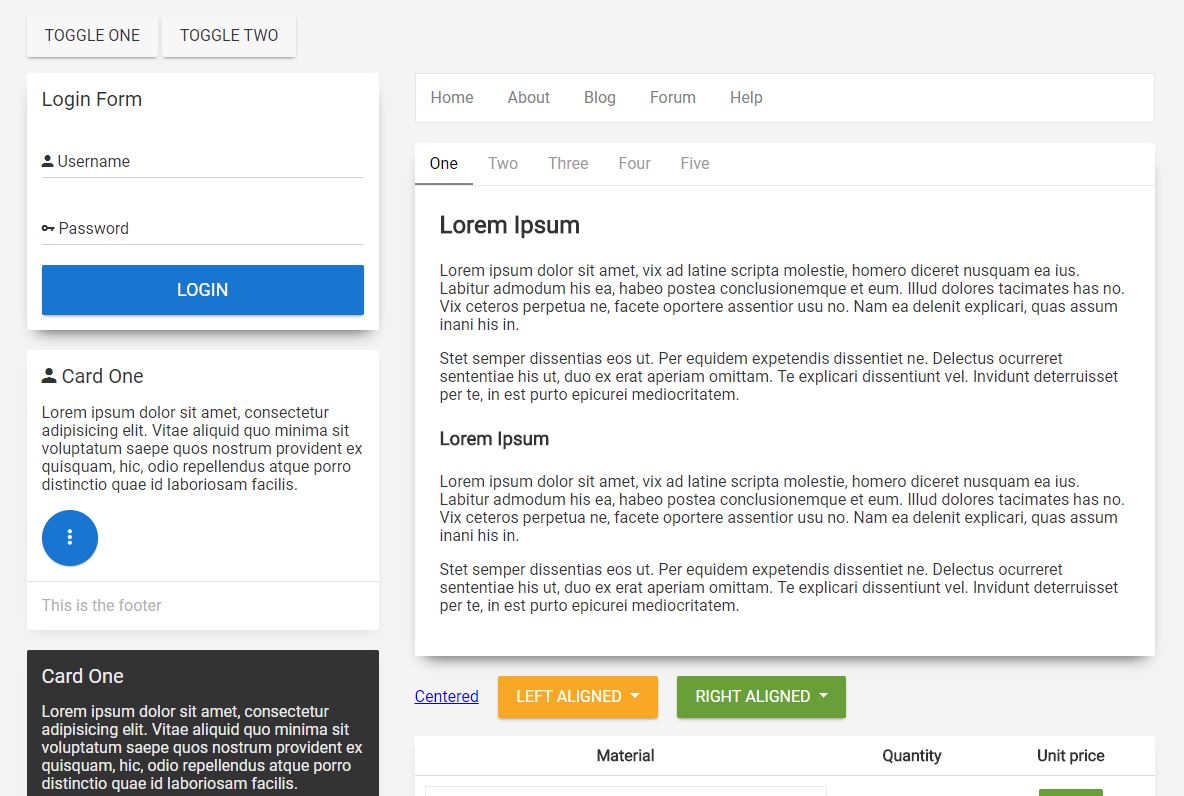 TOGGLE ONE
TOGGLE TWO
Login Form
Username
Password
LOGIN
Card One
Lorem ipsum dolor sit amet, consectetur
adipisicing elit. Vitae aliquid quo minima sit
voluptatum saepe quos nostrum provident ex
quisquam, hic, odio repellendus atque porro
distinctio quae id laboriosam facilis.
This is the footer
Card One
Lorem ipsum dolor sit amet, consectetur
adipisicing elit. Vitae aliquid quo minima sit
voluptatum saepe quos nostrum provident ex
quisquam, hic, odio repellendus atque porro
distinctio quae id laboriosam facilis.
Home About Blog Forum Help
One Two Three Four Five
Lorem Ipsum
Lorem ipsum dolor sit amet, vix ad latine scripta molestie, homero diceret nusquam ea ius.
Labitur admodum his ea, habeo postea conclusionemque et eum. Illud dolores tacimates has no.
Vix ceteros perpetua ne, facete oportere assentior usu no. Nam ea delenit explicari, quas assum
inani his in.
Stet semper dissentias eos ut. Per equidem expetendis dissentiet ne. Delectus ocurreret
sententiae his ut, duo ex erat aperiam omittam. Te explicari dissentiunt vel. Invidunt deterruisset
per te, in est purto epicurei mediocritatem.
Lorem Ipsum
Lorem ipsum dolor sit amet, vix ad latine scripta molestie, homero diceret nusquam ea ius.
Labitur admodum his ea, habeo postea conclusionemque et eum. Illud dolores tacimates has no.
Vix ceteros perpetua ne, facete oportere assentior usu no. Nam ea delenit explicari, quas assum
inani his in.
Stet semper dissentias eos ut. Per equidem expetendis dissentiet ne. Delectus ocurreret
sententiae his ut, duo ex erat aperiam omittam. Te explicari dissentiunt vel. Invidunt deterruisset
per te, in est purto epicurei mediocritatem.
Centered LEFT ALIGNED RIGHT ALIGNED
Material Quantity Unit price